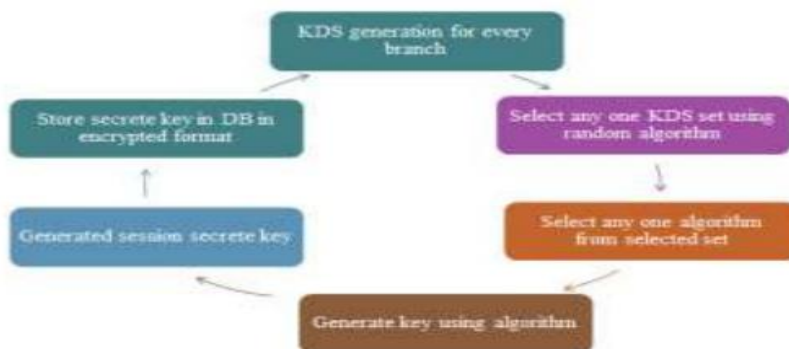 KDS generation for every
branch
Select any one KDS set using
random algorithm
Select any one algorithm
from selected set
Generate key using algorithm
Generated session secrete key
Store secrete key in DB in
encrypted format